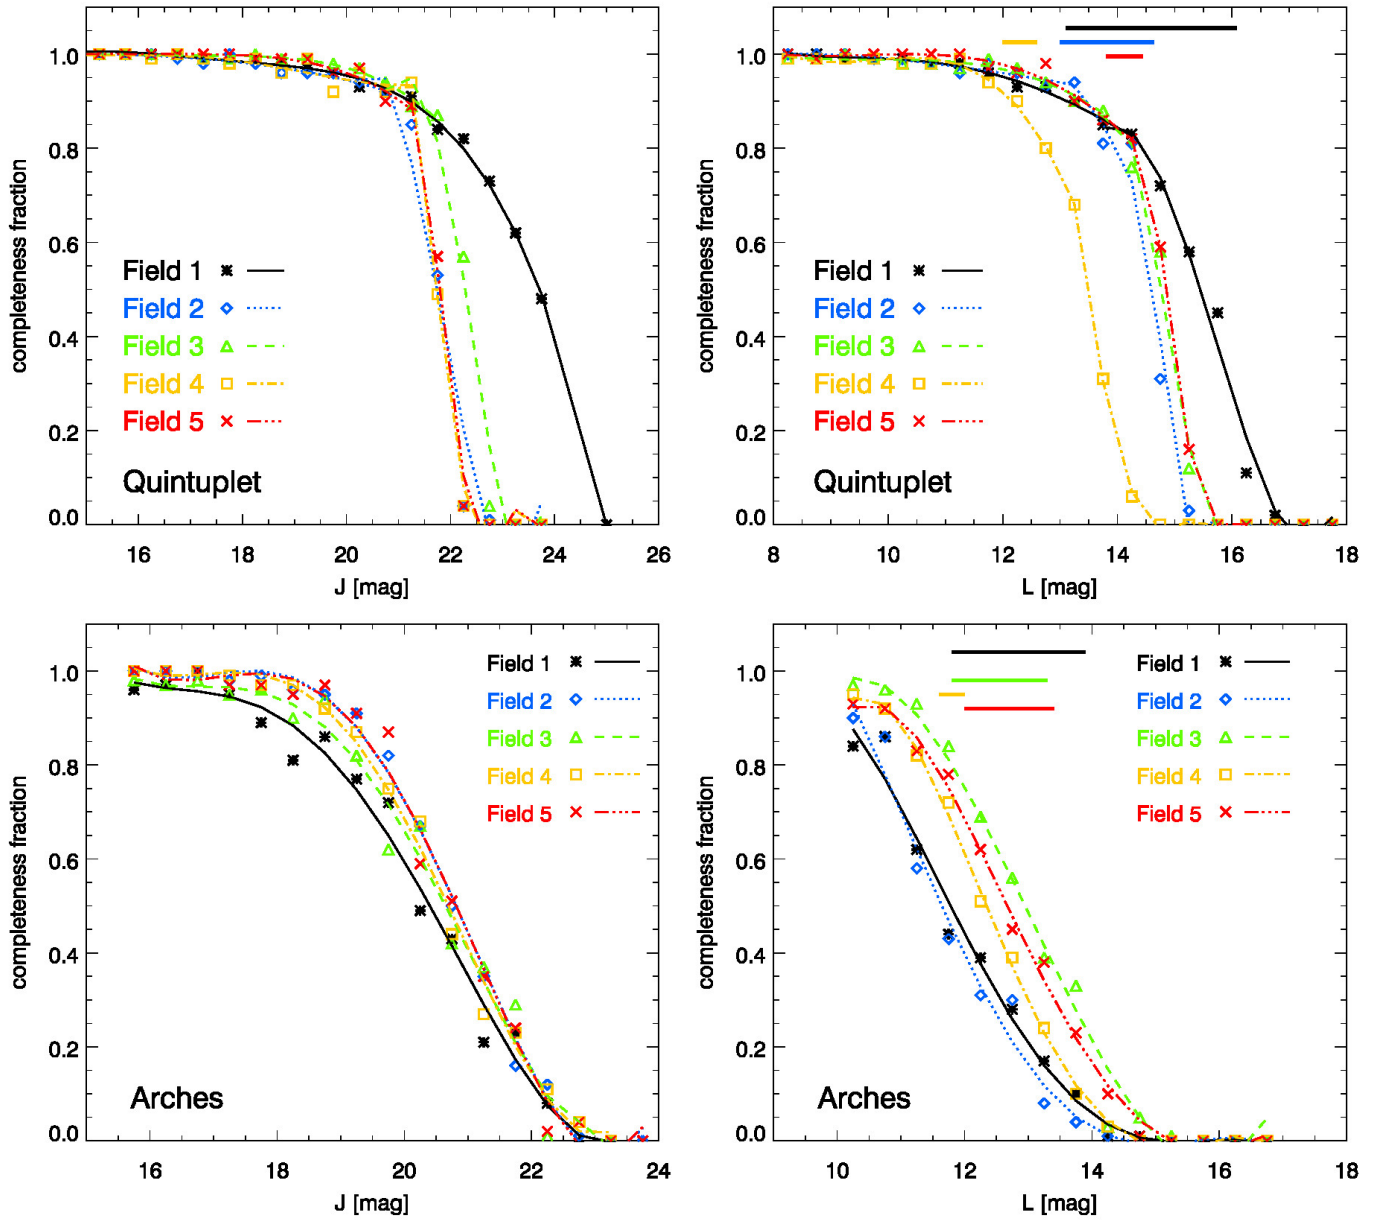 completeness fraction
1.0
0.8
0.6
0.4
0.2
0.0
Field 1
Field 2
Field 3
Field 4
Field 5
Quintuplet
16 18 20 22 24 26
J [mag]
completeness fraction
1.0
0.8
0.6
0.4
0.2
0.0
Field 1
Field 2
Field 3
Field 4
Field 5
Quintuplet
8 10 12 14 16 18
L [mag]
completeness fraction
1.0
0.8
0.6
0.4
0.2
0.0
Field 1
Field 2
Field 3
Field 4
Field 5
Arches
16 18 20 22 24
J [mag]
completeness fraction
1.0
0.8
0.6
0.4
0.2
0.0
Field 1
Field 2
Field 3
Field 4
Field 5
Arches
10 12 14 16 18
L [mag]